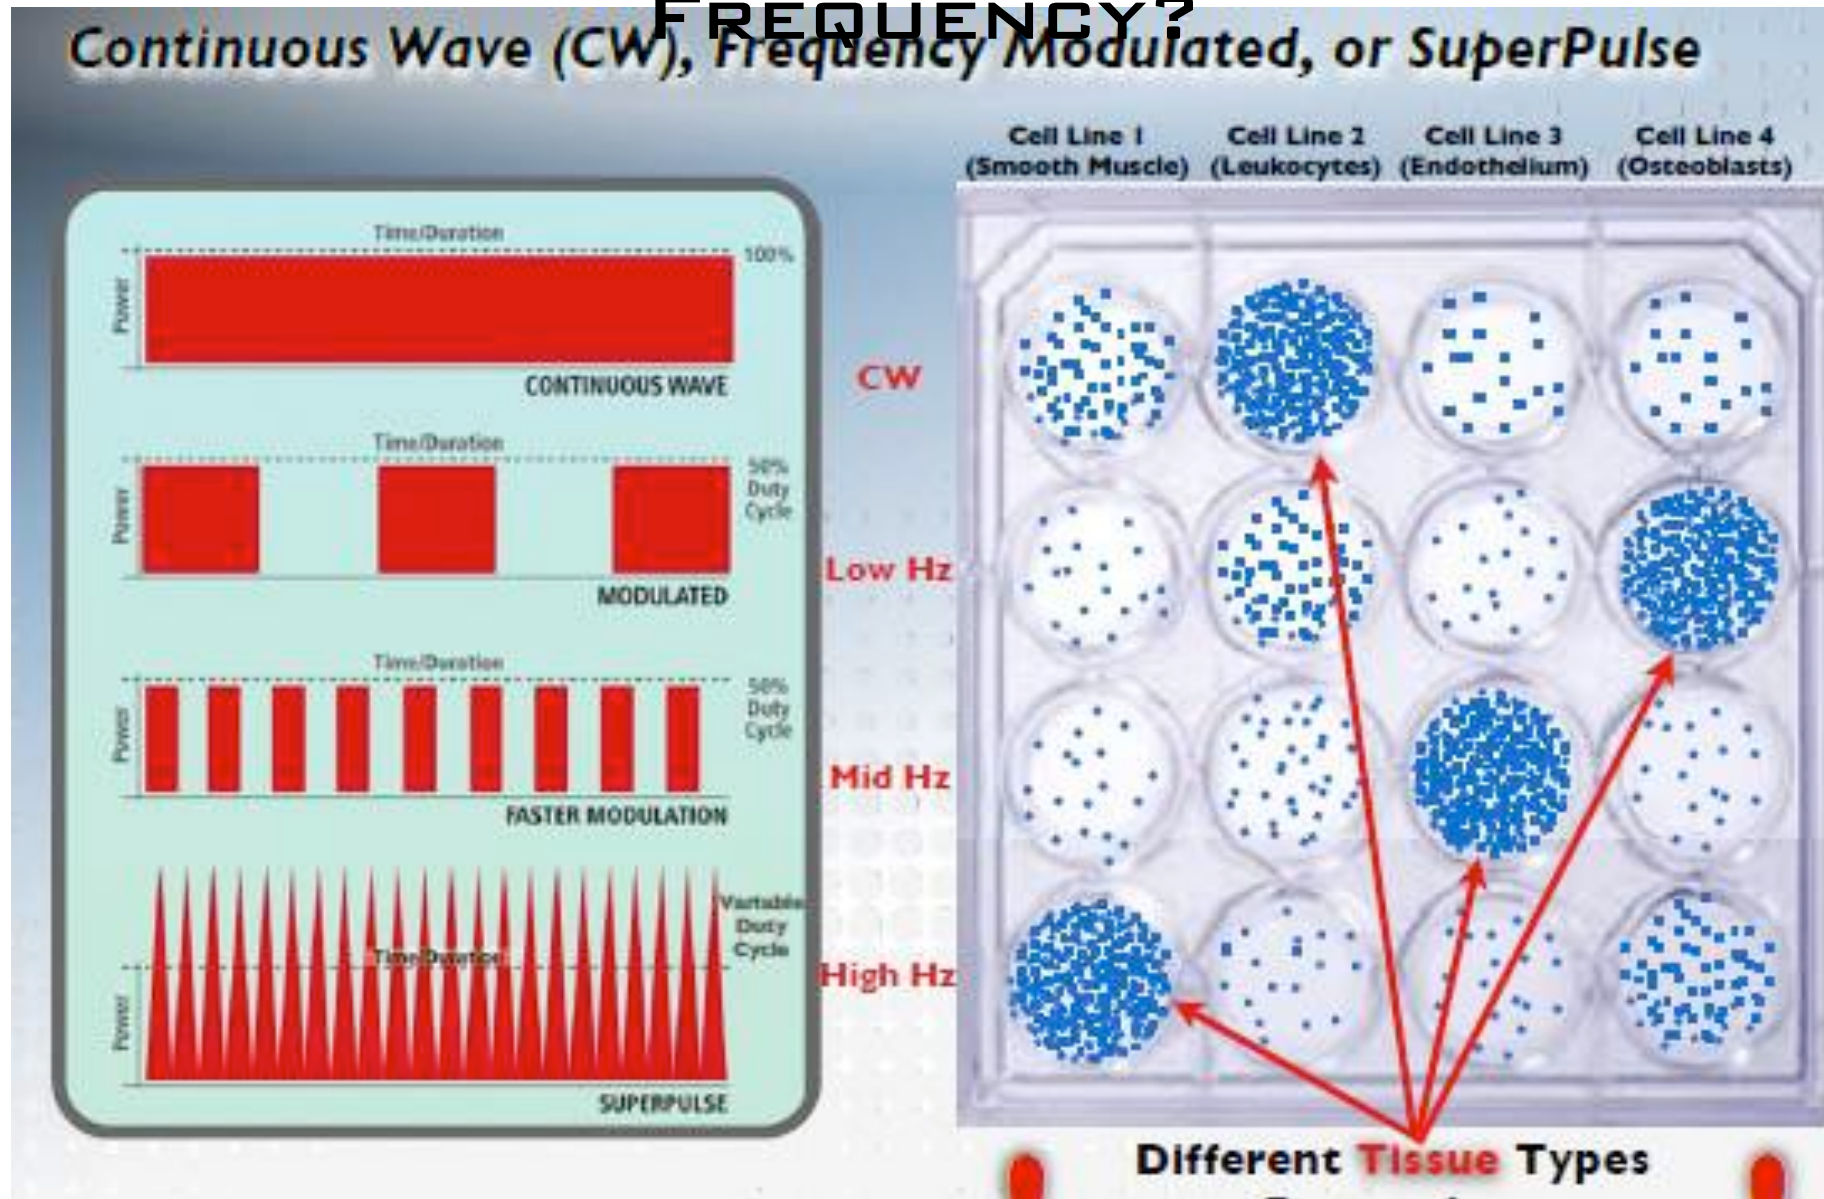 FREQUENCY?
Continuous Wave (CW), Frequency Modulated, or SuperPulse
Cell Line 1
(Smooth Muscle)
Cell Line 2
(Leukocytes)
Cell Line 3
(Endothelium)
Cell Line 4
(Osteoblasts)
Time/Duration
100%
Power
CONTINUOUS WAVE
CW
Time/Duration
50%
Duty
Cycle
Power
MODULATED
Low Hz
Time/Duration
50%
Duty
Cycle
Power
FASTER MODULATION
Mid Hz
Variable
Duty
Cycle
Time/Duration
Power
SUPERPULSE
High Hz
Different Tissue Types